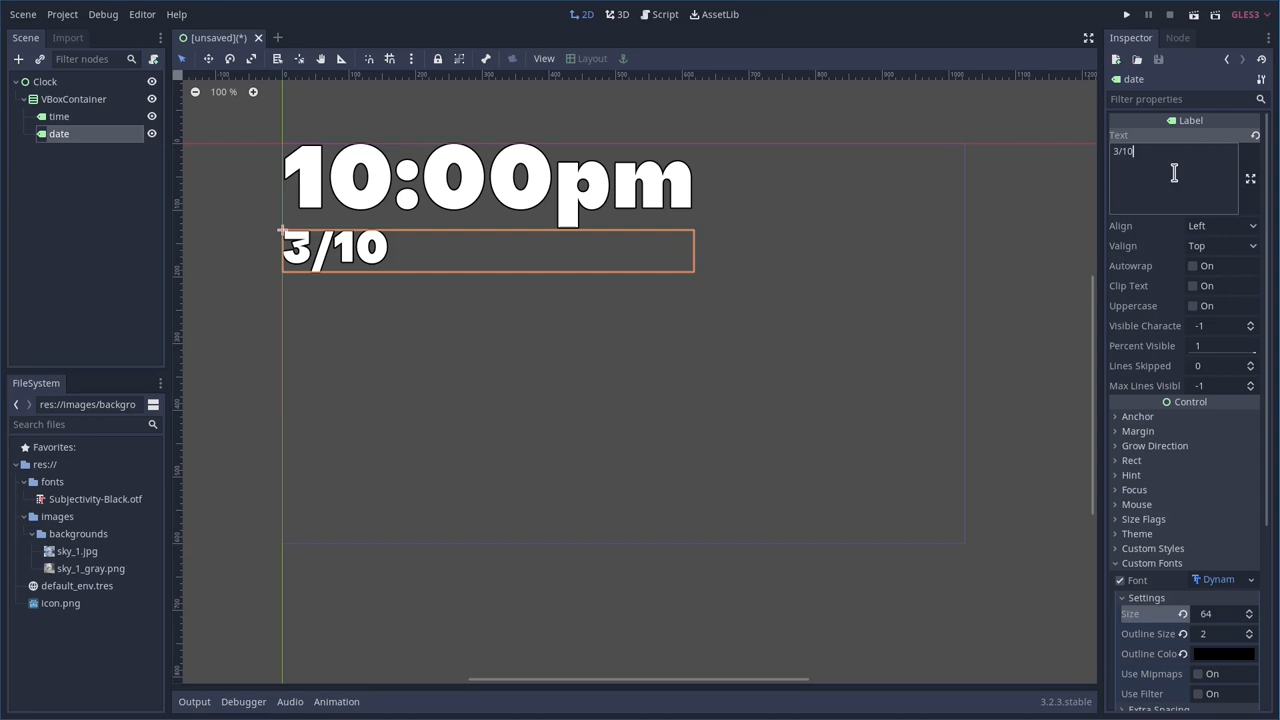 Scene Project Debug Editor Help
2D 3D Script AssetLib
GLES3
Scene Import
[unsaved](*)
Inspector Node
Filter nodes
View Layout
Clock
VBoxContainer
time
date
100 %
date
Filter properties
Label
Text
3/10
10:00pm
3/10
Align Left
Valign Top
Autowrap On
Clip Text On
Uppercase On
Visible Characte -1
Percent Visible 1
Lines Skipped 0
Max Lines Visibl -1
Control
Anchor
Margin
Grow Direction
Rect
Hint
Focus
Mouse
Size Flags
Theme
Custom Styles
Custom Fonts
Font Dynam
Settings
Size 64
Outline Size 2
Outline Colo
Use Mipmaps On
Use Filter On
FileSystem
res://images/backgro
Search files
Favorites:
res://
fonts
Subjectivity-Black.otf
images
backgrounds
sky_1.jpg
sky_1_gray.png
default_env.tres
icon.png
Output Debugger Audio Animation
3.2.3.stable